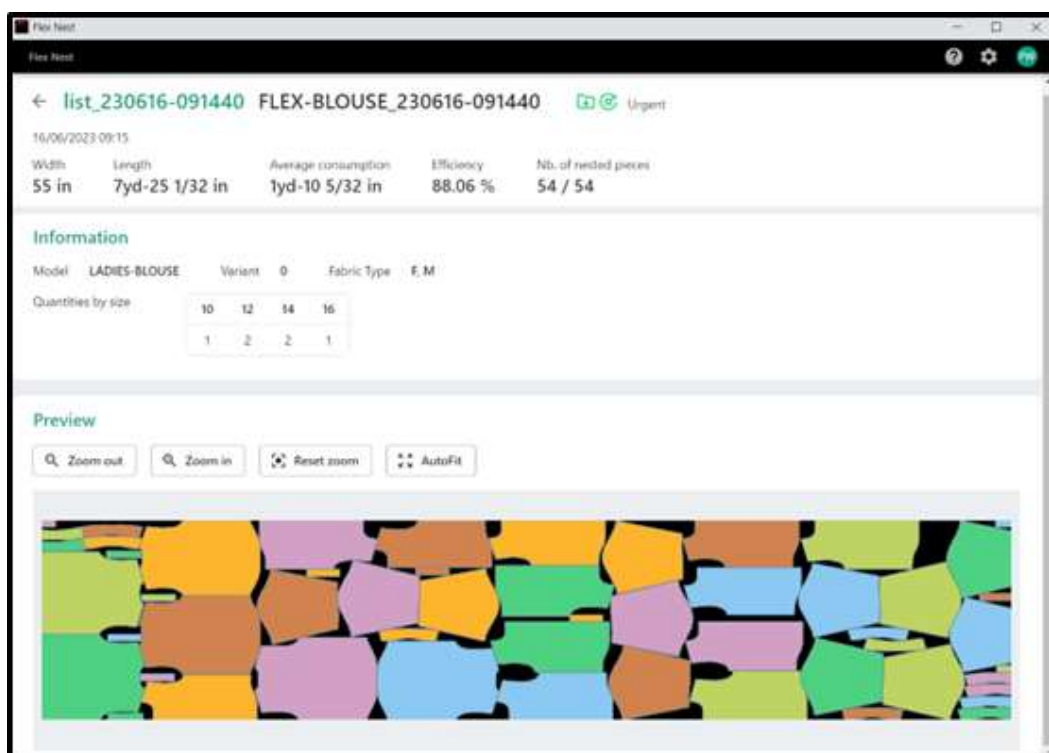 Flex Nest
Flex Nest
list_230616-091440 FLEX-BLOUSE_230616-091440 Urgent
16/06/2023 09:15
Width Length Average consumption Efficiency Nb. of nested pieces
55 in 7yd-25 1/32 in 1yd-10 5/32 in 88.06 % 54 / 54
Information
Model LADIES-BLOUSE Variant 0 Fabric Type F, M
Quantities by size
10 12 14 16
1 2 2 1
Preview
Zoom out Zoom in Reset zoom AutoFit